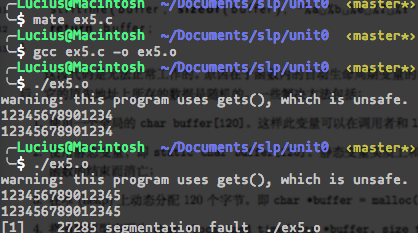 Lucius@Macintosh ~/Documents/slp/unit0 <master*>
$ mate ex5.c
Lucius@Macintosh ~/Documents/slp/unit0 <master*>
$ gcc ex5.c -o ex5.o
Lucius@Macintosh ~/Documents/slp/unit0 <master*>
$ ./ex5.o
warning: this program uses gets(), which is unsafe.
12345678901234
12345678901234
Lucius@Macintosh ~/Documents/slp/unit0 <master*>
$ ./ex5.o
warning: this program uses gets(), which is unsafe.
123456789012345
123456789012345
[1] 27285 segmentation fault ./ex5.o